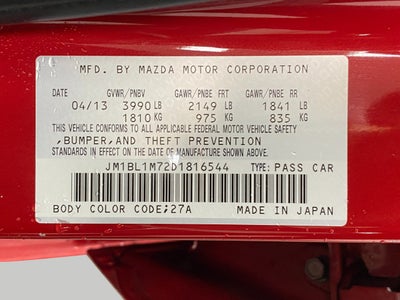 MFD. BY MAZDA MOTOR CORPORATION
GVWR/PNBV GAWR/PNBE FRT GAWR/PNBE RR
04/13 3990 LB 2149 LB 1841 LB
1810 KG 975 KG 835 KG
THIS VEHICLE CONFORMS TO ALL APPLICABLE FEDERAL MOTOR VEHICLE SAFETY
,BUMPER,AND THEFT PREVENTION
STANDARDS IN EFFECT ON THE DATE OF MANUFACTURE SHOWN ABOVE.
JM1BL1M72D1816544 TYPE: PASS CAR
BODY COLOR CODE;27A MADE IN JAPAN